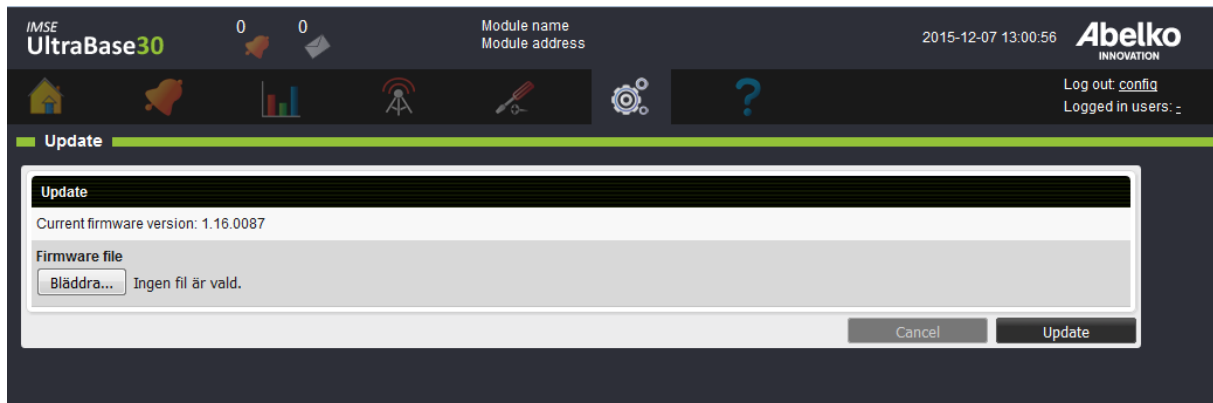 IMSE
UltraBase30
0
0
Module name
Module address
2015-12-07 13:00:56
Abelko
INNOVATION
Log out: config
Logged in users: -
Update
Update
Current firmware version: 1.16.0087
Firmware file
Bläddra... Ingen fil är vald.
Cancel
Update